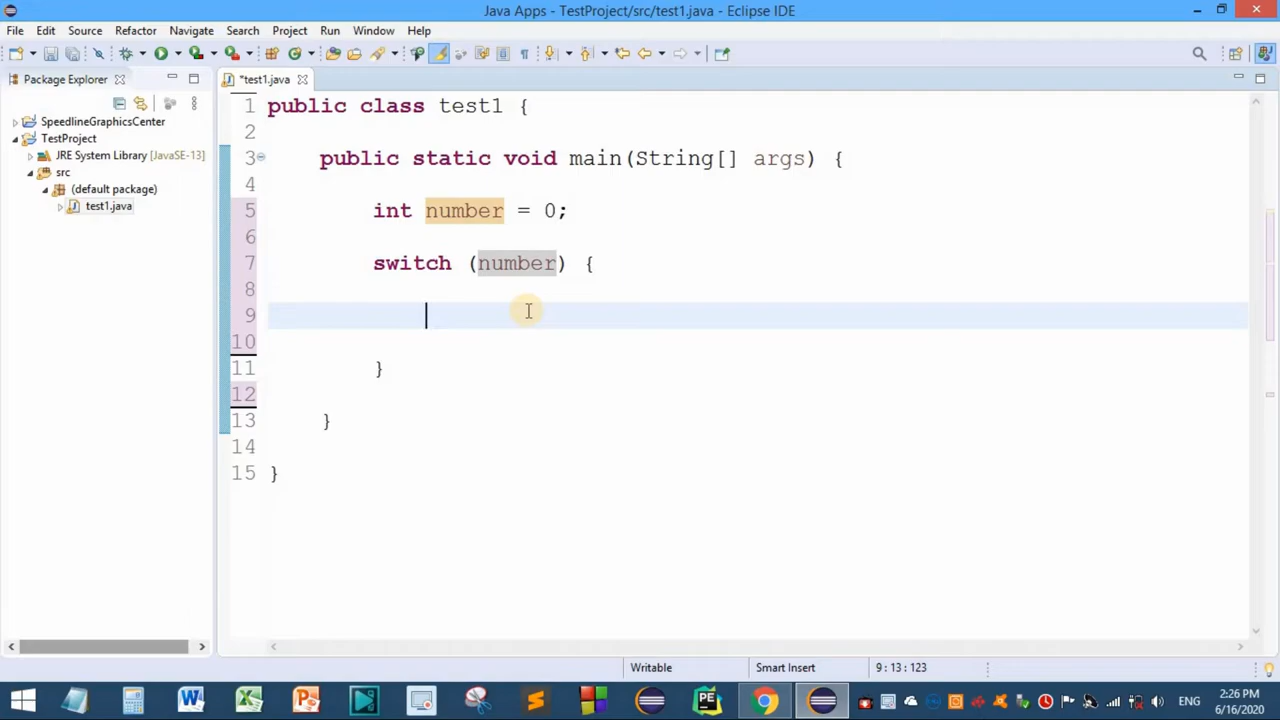 Java Apps - TestProject/src/test1.java - Eclipse IDE
File Edit Source Refactor Navigate Search Project Run Window Help
Package Explorer
*test1.java
SpeedlineGraphicsCenter
TestProject
JRE System Library [JavaSE-13]
src
(default package)
test1.java
1 public class test1 {
2
3 public static void main(String[] args) {
4
5 int number = 0;
6
7 switch (number) {
8
9
10
11 }
12
13 }
14
15 }
Writable Smart Insert 9 : 13 : 123
ENG
2:26 PM
6/16/2020